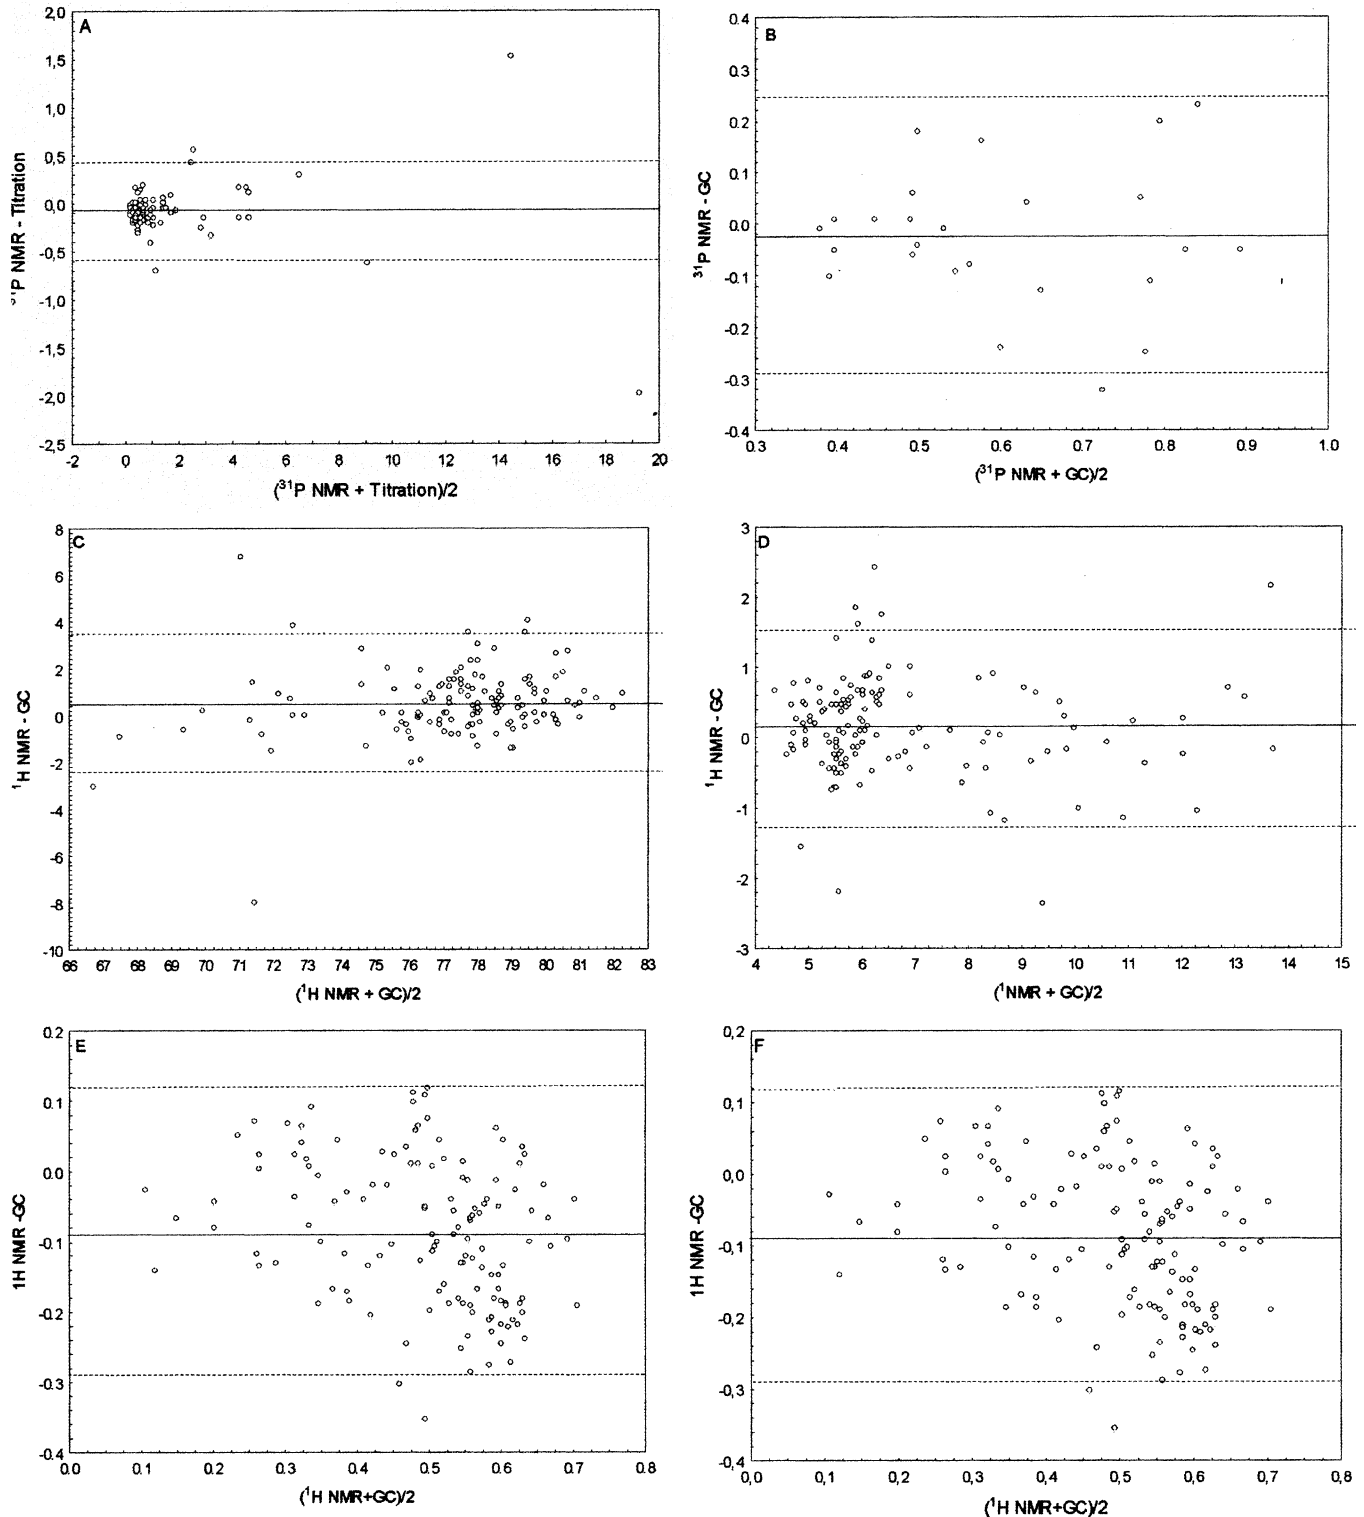 A
2,0
1,5
1,0
0,5
0,0
-0,5
-1,0
-1,5
-2,0
-2,5
31P NMR - Titration
-2 0 2 4 6 8 10 12 14 16 18 20
(31P NMR + Titration)/2
B
0.4
0.3
0.2
0.1
0.0
-0.1
-0.2
-0.3
-0.4
31P NMR - GC
0.3 0.4 0.5 0.6 0.7 0.8 0.9 1.0
(31P NMR + GC)/2
C
8
6
4
2
0
-2
-4
-6
-8
-10
1H NMR - GC
66 67 68 69 70 71 72 73 74 75 76 77 78 79 80 81 82 83
(1H NMR + GC)/2
D
3
2
1
0
-1
-2
-3
1H NMR - GC
4 5 6 7 8 9 10 11 12 13 14 15
(1NMR + GC)/2
E
0.2
0.1
0.0
-0.1
-0.2
-0.3
-0.4
1H NMR -GC
0.0 0.1 0.2 0.3 0.4 0.5 0.6 0.7 0.8
(1H NMR+GC)/2
F
0,2
0,1
0,0
-0,1
-0,2
-0,3
-0,4
1H NMR -GC
0,0 0,1 0,2 0,3 0,4 0,5 0,6 0,7 0,8
(1H NMR+GC)/2